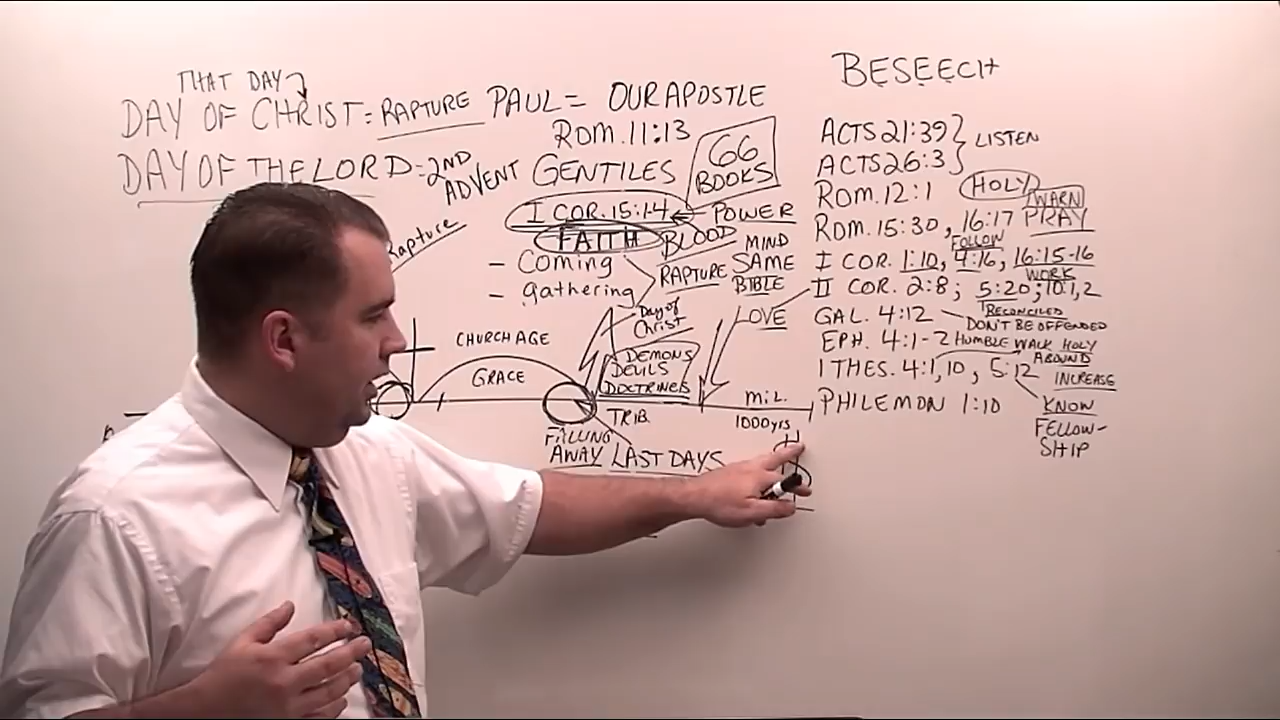 THAT DAY
DAY OF CHRIST = RAPTURE
DAY OF THE LORD = 2ND ADVENT
Rapture
PAUL = OUR APOSTLE
ROM. 11:13
GENTILES
66 BOOKS
I COR. 15:1-4
POWER
FAITH
BLOOD
- Coming
- gathering
RAPTURE
MIND
SAME
BIBLE
Day of
Christ
LOVE
CHURCH AGE
GRACE
DEMONS
DEVILS
DOCTRINES
TRIB.
MIL.
1000yrs
FALLING
AWAY LAST DAYS
BESEECH
ACTS 21:39
ACTS 26:3
LISTEN
ROM. 12:1 HOLY
WARN
ROM. 15:30, 16:17 PRAY
FOLLOW
I COR. 1:10, 4:16, 16:15-16
WORK
II COR. 2:8; 5:20; 10:1,2
RECONCILED
GAL. 4:12 DON'T BE OFFENDED
EPH. 4:1-2 HUMBLE WALK HOLY
ABOUND
1 THES. 4:1,10, 5:12 INCREASE
PHILEMON 1:10 KNOW
FELLOW-
SHIP